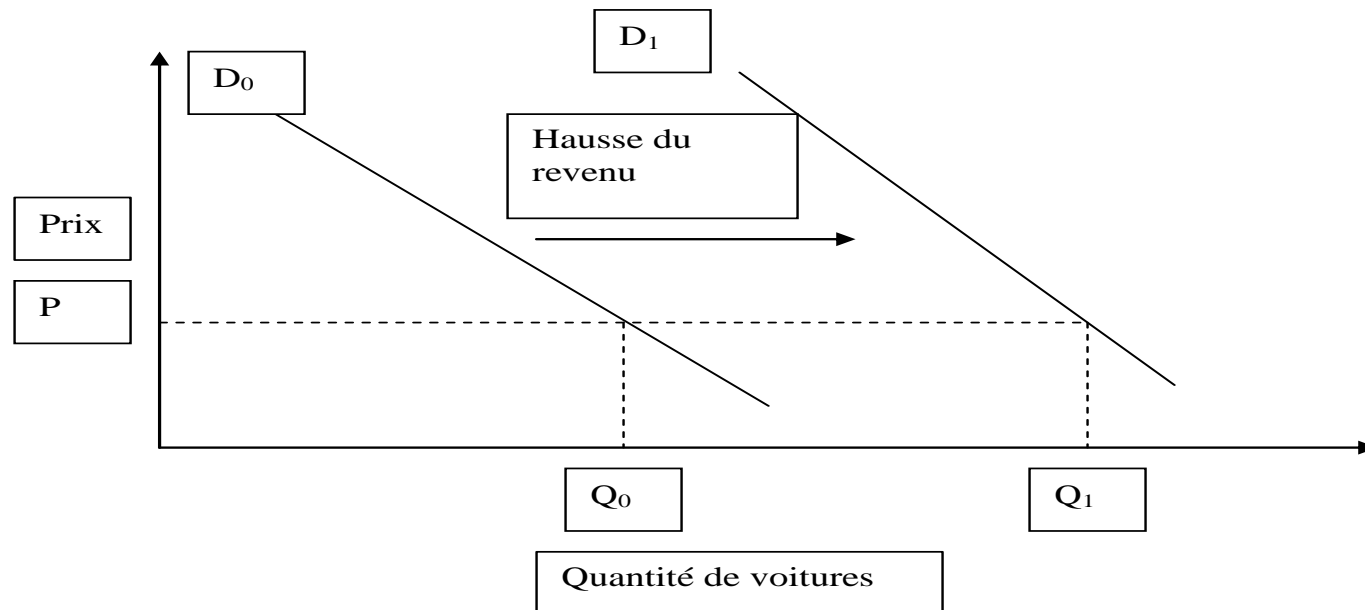 D₁
D₀
Hausse du
revenu
Prix
P
Q₀
Q₁
Quantité de voitures